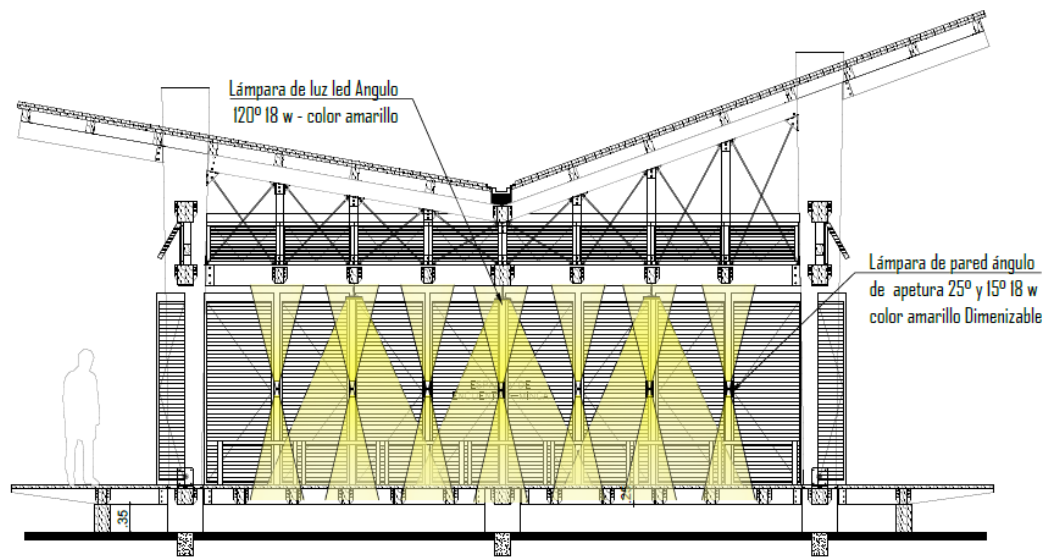 Lámpara de luz led Angulo
120º 18 w - color amarillo
Lámpara de pared ángulo
de apetura 25º y 15º 18 w
color amarillo Dimenizable
.35